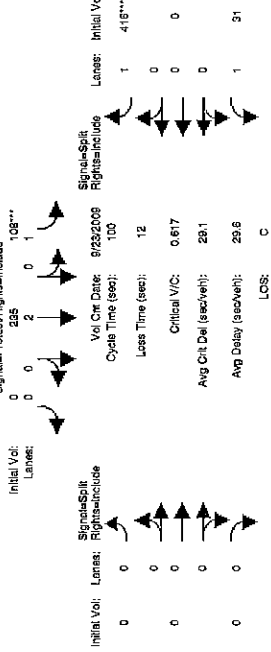 Initial Vol: 0 235 108***
Lanes: 0 0 2 0 1
Signal=Split
Rights=Include
Signal=Split
Rights=Include
Initial Vol: Lanes:
Vol Cnt Date: 9/23/2009
Cycle Time (sec): 100
Loss Time (sec): 12
Critical V/C: 0.617
Avg Crit Del (sec/veh): 29.1
Avg Delay (sec/veh): 29.6
LOS: C
Lanes: Initial Vol:
0 0
0
0 0
0
0 0
1 416***
0
0 0
0
1 31